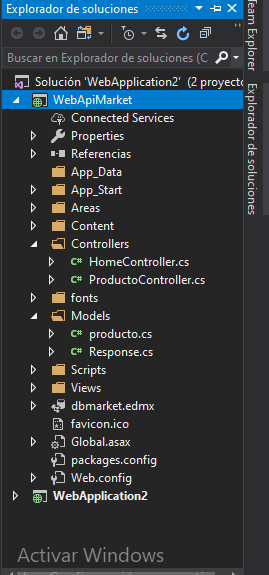 Explorador de soluciones
Buscar en Explorador de soluciones (C
Solución 'WebApplication2' (2 proyecto
WebApiMarket
Connected Services
Properties
Referencias
App_Data
App_Start
Areas
Content
Controllers
C# HomeController.cs
C# ProductoController.cs
fonts
Models
C# producto.cs
C# Response.cs
Scripts
Views
dbmarket.edmx
favicon.ico
Global.asax
packages.config
Web.config
WebApplication2
Activar Windows
Team Explorer
Explorador de soluciones